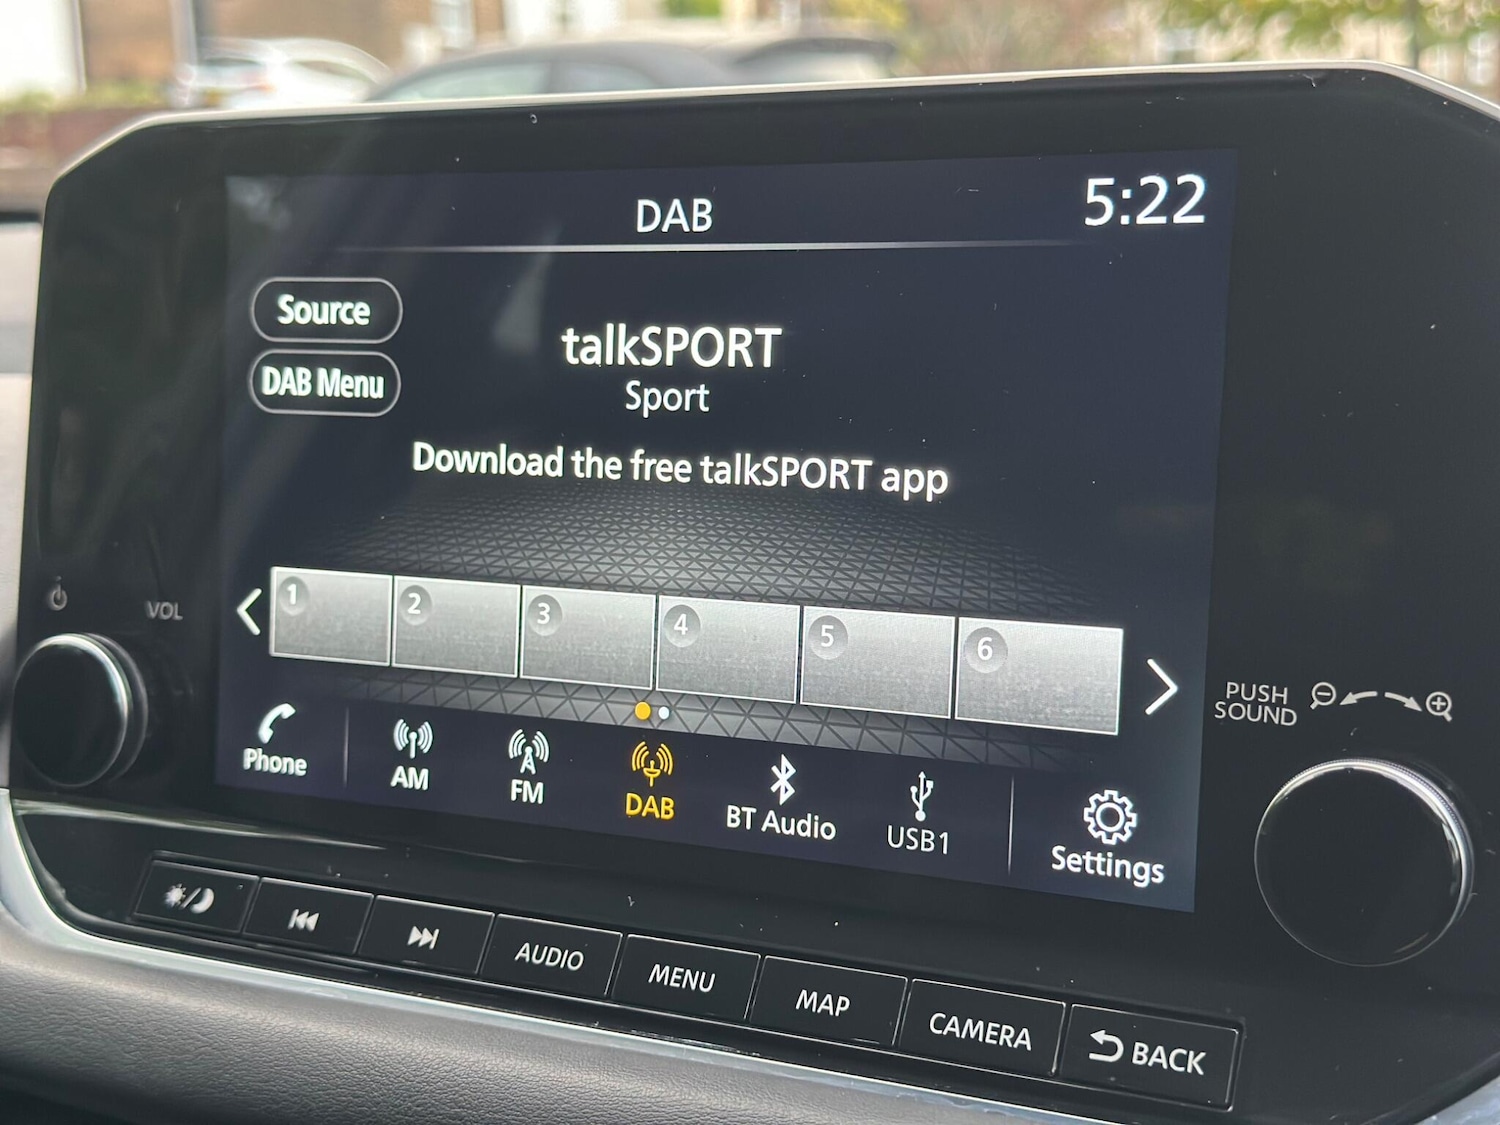 DAB
5:22
Source
talkSPORT
DAB Menu
Sport
Download the free talkSPORT app
1
2
3
4
5
6
VOL
PUSH
SOUND
Phone
AM
FM
DAB
BT Audio
USB1
Settings
AUDIO
MENU
MAP
CAMERA
BACK